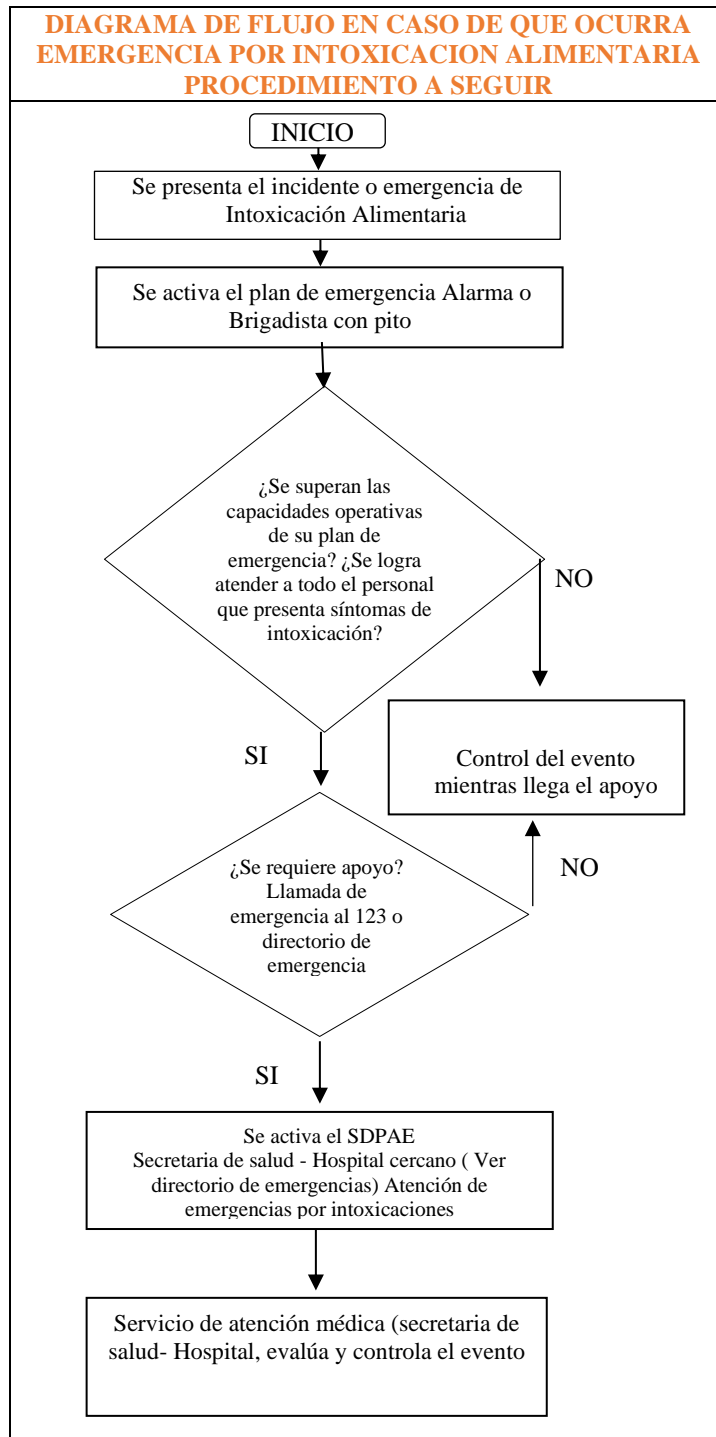 DIAGRAMA DE FLUJO EN CASO DE QUE OCURRA
EMERGENCIA POR INTOXICACION ALIMENTARIA
PROCEDIMIENTO A SEGUIR
INICIO
Se presenta el incidente o emergencia de
Intoxicación Alimentaria
Se activa el plan de emergencia Alarma o
Brigadista con pito
¿Se superan las
capacidades operativas
de su plan de
emergencia? ¿Se logra
atender a todo el personal
que presenta síntomas de
intoxicación?
NO
SI
Control del evento
mientras llega el apoyo
¿Se requiere apoyo?
Llamada de
emergencia al 123 o
directorio de
emergencia
NO
SI
Se activa el SDPAE
Secretaria de salud - Hospital cercano ( Ver
directorio de emergencias) Atención de
emergencias por intoxicaciones
Servicio de atención médica (secretaria de
salud- Hospital, evalúa y controla el evento